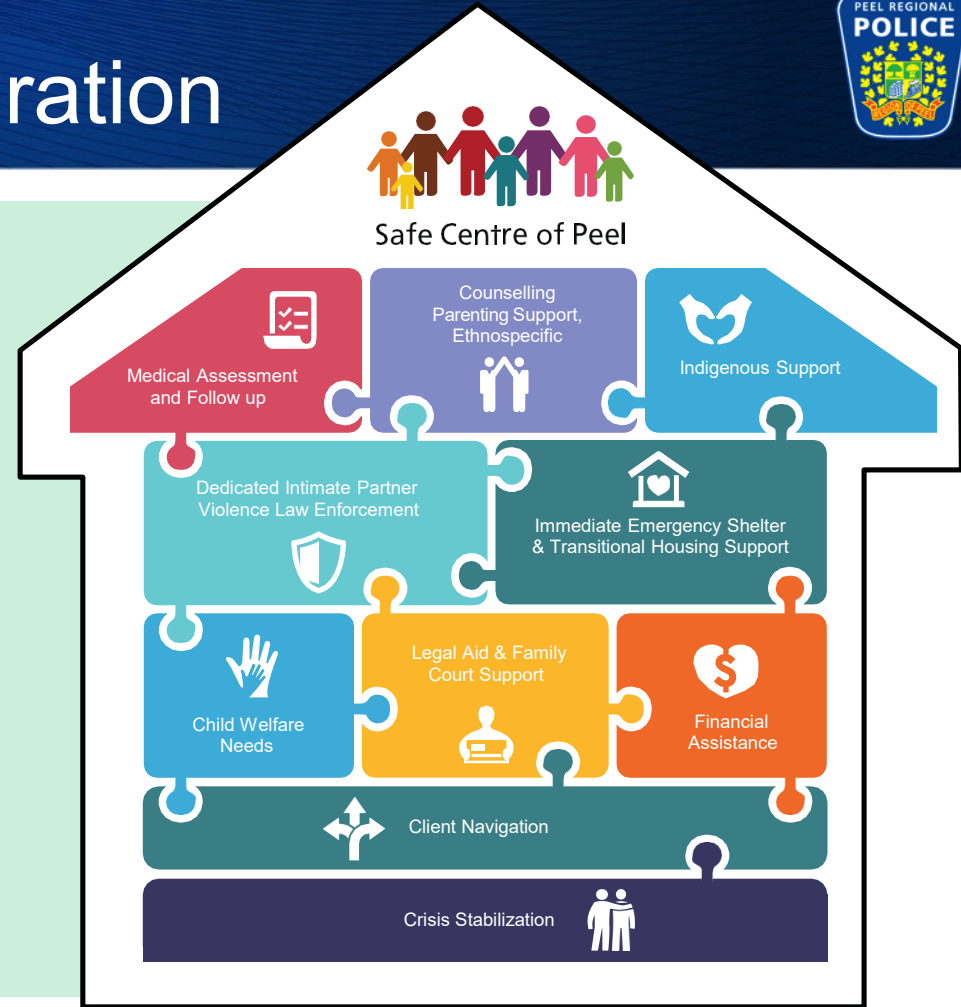 PEEL REGIONAL
POLICE
ration
Safe Centre of Peel
Medical Assessment
and Follow up
Counselling
Parenting Support,
Ethnospecific
Indigenous Support
Dedicated Intimate Partner
Violence Law Enforcement
Immediate Emergency Shelter
& Transitional Housing Support
Child Welfare
Needs
Legal Aid & Family
Court Support
Financial
Assistance
$
Client Navigation
Crisis Stabilization